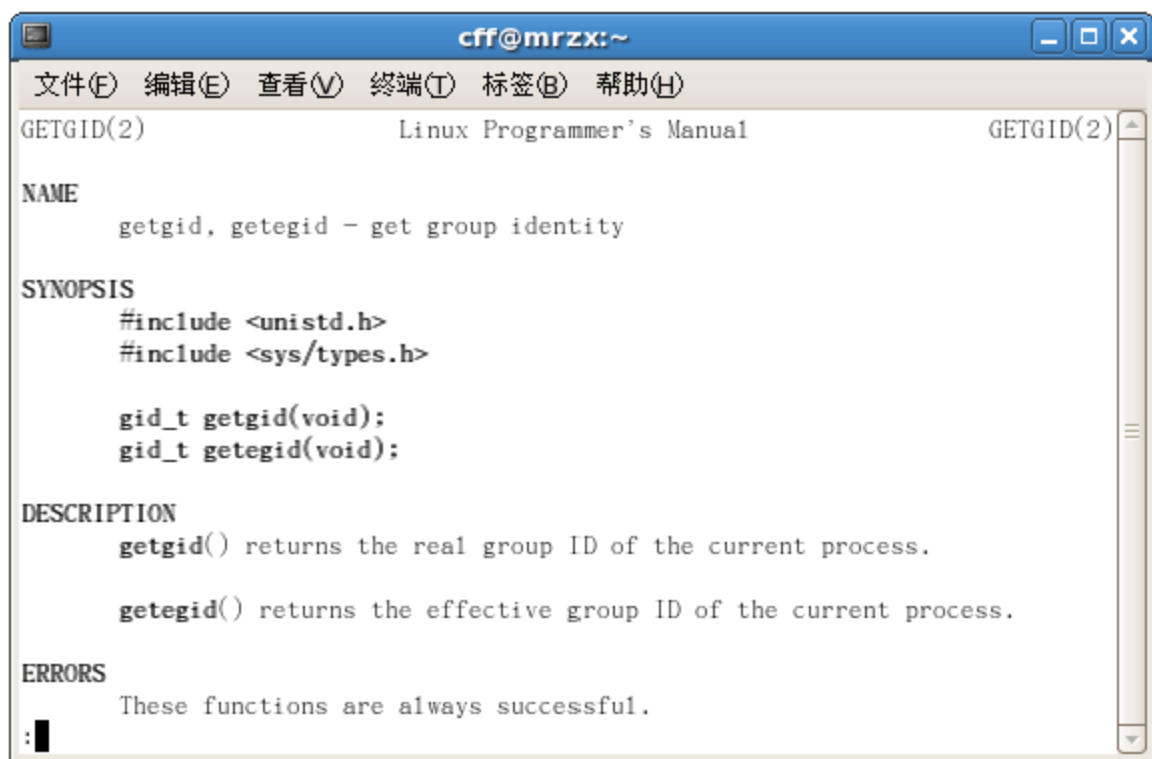 cff@mrzx:~
文件(F) 编辑(E) 查看(V) 终端(T) 标签(B) 帮助(H)
GETGID(2) Linux Programmer's Manual GETGID(2)
NAME
getgid, getegid - get group identity
SYNOPSIS
#include <unistd.h>
#include <sys/types.h>
gid_t getgid(void);
gid_t getegid(void);
DESCRIPTION
getgid() returns the real group ID of the current process.
getegid() returns the effective group ID of the current process.
ERRORS
These functions are always successful.
: